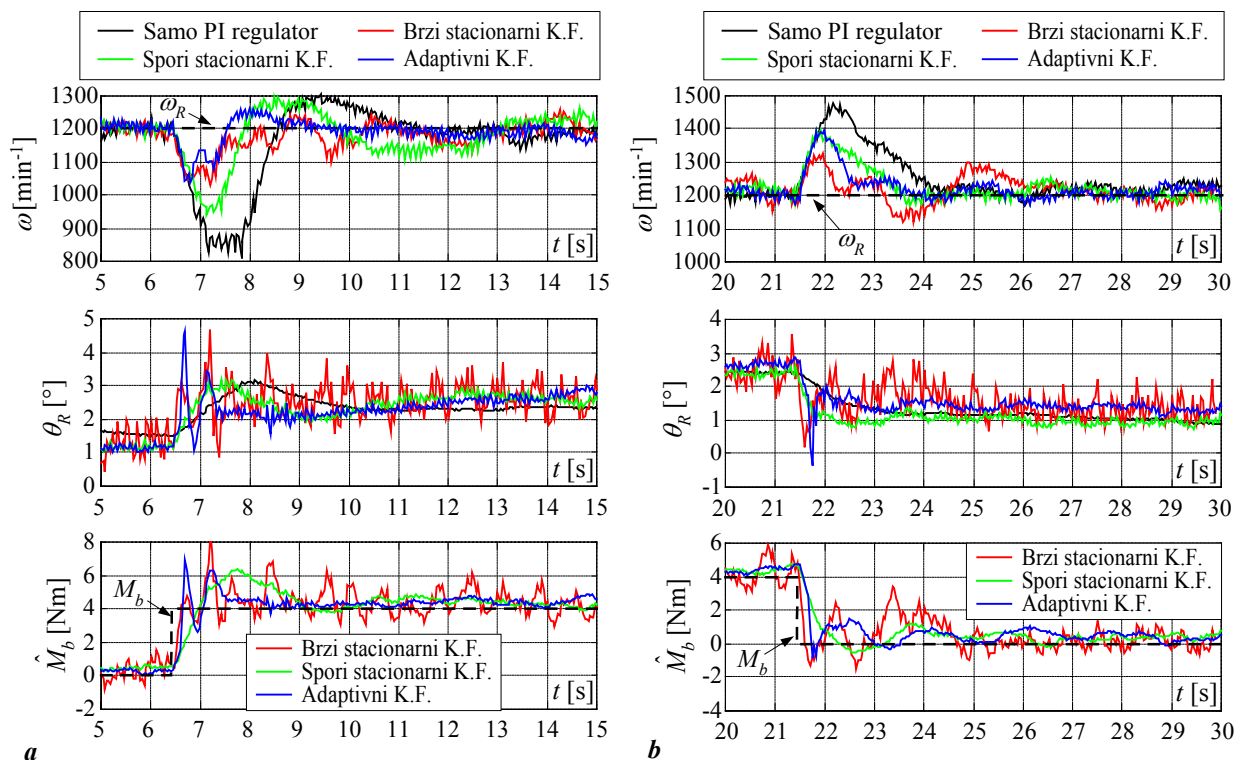 Samo PI regulator
Brzi stacionarni K.F.
Spori stacionarni K.F.
Adaptivni K.F.
1300
1200
1100
1000
900
800
ω [min⁻¹]
ω_R
t [s]
5 6 7 8 9 10 11 12 13 14 15
5
4
3
2
1
0
θ_R [°]
t [s]
5 6 7 8 9 10 11 12 13 14 15
8
6
4
2
0
-2
M̂_b [Nm]
M_b
Brzi stacionarni K.F.
Spori stacionarni K.F.
Adaptivni K.F.
t [s]
5 6 7 8 9 10 11 12 13 14 15
a
Samo PI regulator
Brzi stacionarni K.F.
Spori stacionarni K.F.
Adaptivni K.F.
1500
1400
1300
1200
1100
1000
ω [min⁻¹]
ω_R
t [s]
20 21 22 23 24 25 26 27 28 29 30
4
3
2
1
0
-1
θ_R [°]
t [s]
20 21 22 23 24 25 26 27 28 29 30
6
4
2
0
-2
-4
M̂_b [Nm]
M_b
Brzi stacionarni K.F.
Spori stacionarni K.F.
Adaptivni K.F.
t [s]
20 21 22 23 24 25 26 27 28 29 30
b